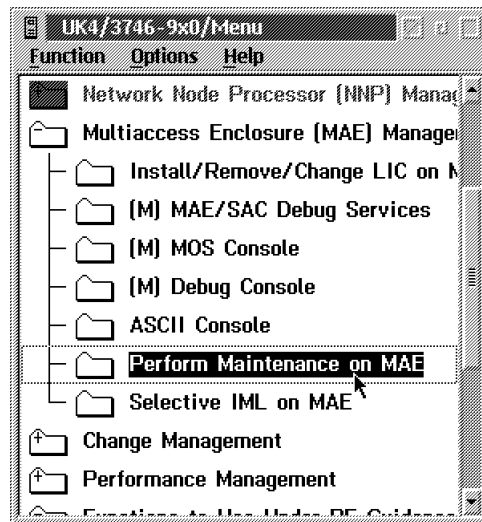 UK4/3746-9x0/Menu
Function Options Help
Network Node Processor (NNP)
Multiaccess Enclosure (MAE)
Install/Remove/Change LIC on
(M) MAE/SAC Debug Services
(M) MOS Console
(M) Debug Console
ASCII Console
Perform Maintenance on MAE
Selective IML on MAE
Change Management
Performance Management